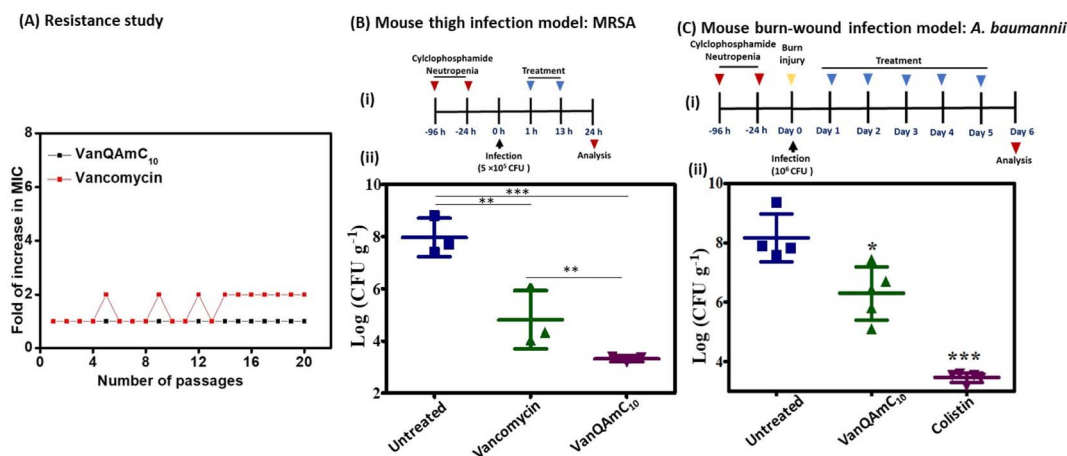 (A) Resistance study
Fold of increase in MIC
8
6
4
2
0
VanQAmC₁₀
Vancomycin
0
4
8
12
16
20
Number of passages
(B) Mouse thigh infection model: MRSA
Cylclophosphamide
Neutropenia
Treatment
(i)
-96 h
-24 h
0 h
1 h
13 h
24 h
Infection
(5 ×10⁵ CFU )
Analysis
(ii)
Log (CFU g⁻¹)
10
8
6
4
2
***
**
**
Untreated
Vancomycin
VanQAmC₁₀
(C) Mouse burn-wound infection model: A. baumannii
Cylclophosphamide
Neutropenia
Burn
injury
Treatment
(i)
-96 h
-24 h
Day 0
Day 1
Day 2
Day 3
Day 4
Day 5
Day 6
Infection
(10⁶ CFU)
Analysis
(ii)
Log (CFU g⁻¹)
10
8
6
4
*
***
Untreated
VanQAmC₁₀
Colistin